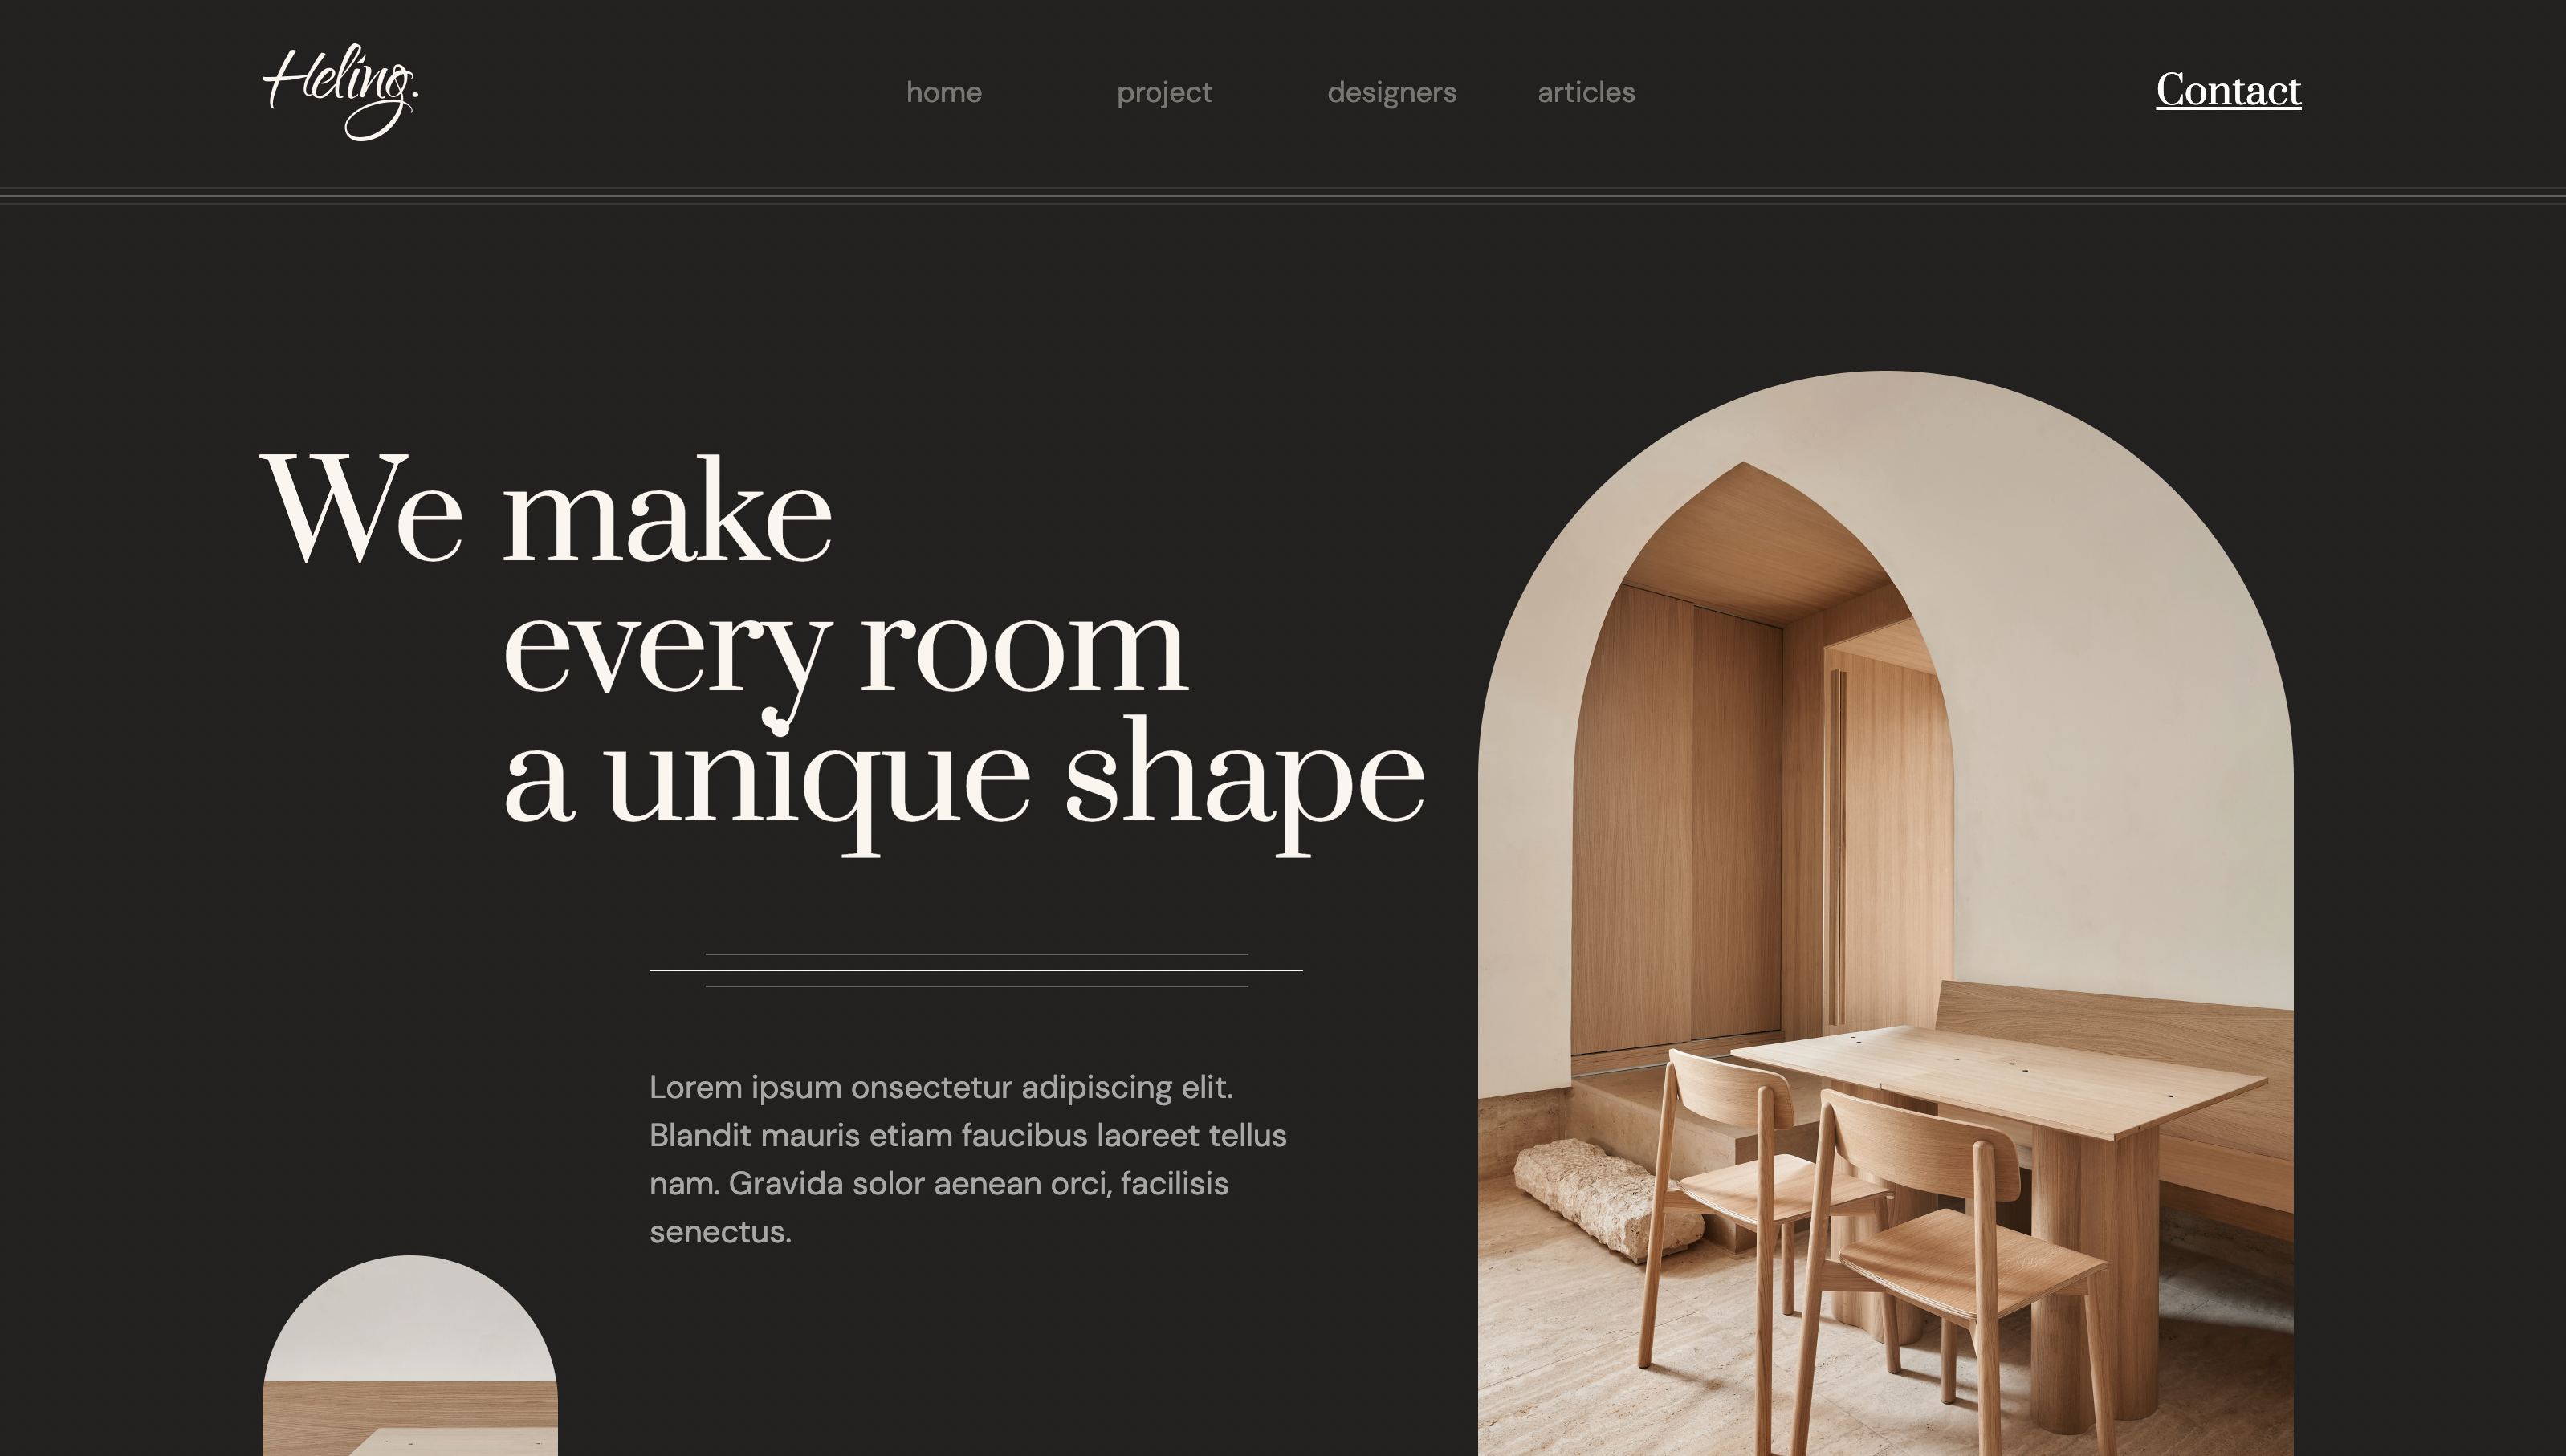 Heling.
home project designers articles
Contact
We make
every room
a unique shape
Lorem ipsum onsectetur adipiscing elit.
Blandit mauris etiam faucibus laoreet tellus
nam. Gravida solor aenean orci, facilisis
senectus.